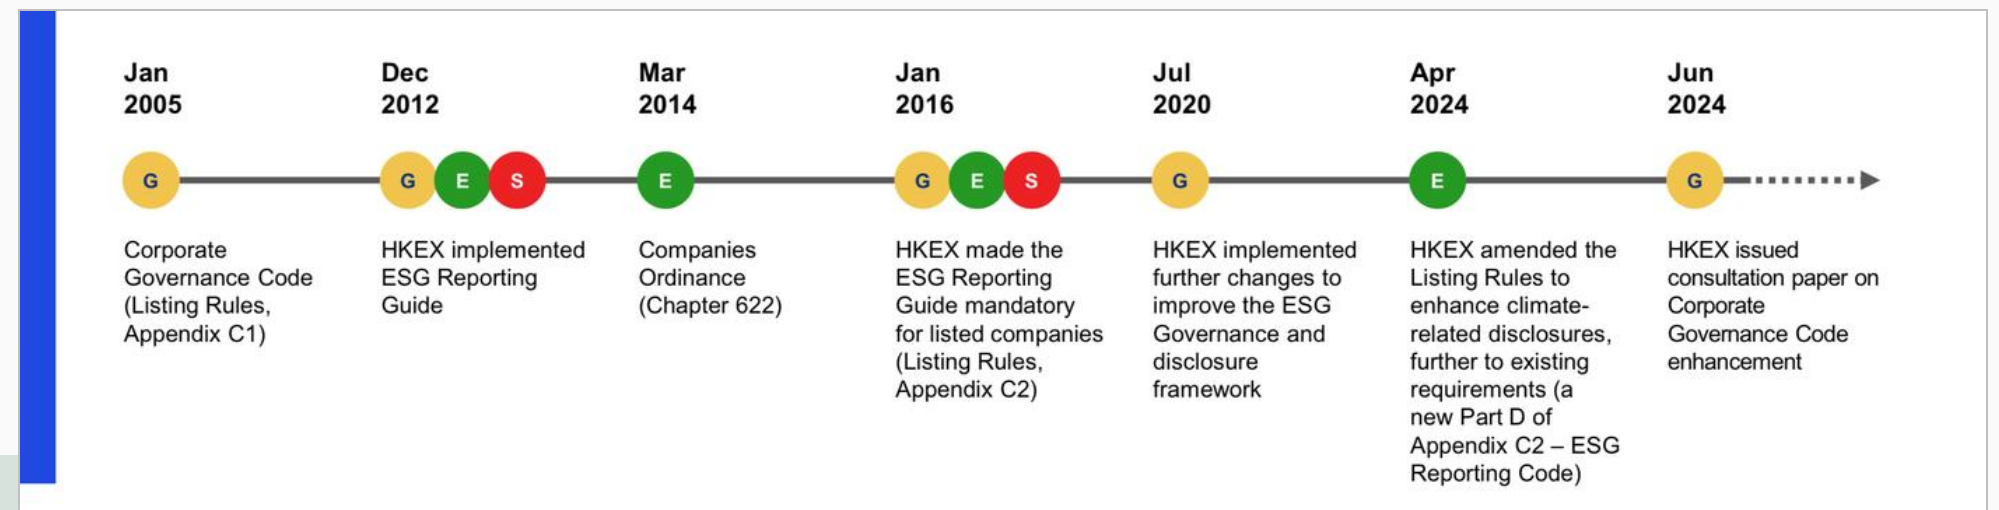 Jan
2005
G
Corporate
Governance Code
(Listing Rules,
Appendix C1)
Dec
2012
G E S
HKEX implemented
ESG Reporting
Guide
Mar
2014
E
Companies
Ordinance
(Chapter 622)
Jan
2016
G E S
HKEX made the
ESG Reporting
Guide mandatory
for listed companies
(Listing Rules,
Appendix C2)
Jul
2020
G
HKEX implemented
further changes to
improve the ESG
Governance and
disclosure
framework
Apr
2024
E
HKEX amended the
Listing Rules to
enhance climate-
related disclosures,
further to existing
requirements (a
new Part D of
Appendix C2 – ESG
Reporting Code)
Jun
2024
G
HKEX issued
consultation paper on
Corporate
Governance Code
enhancement